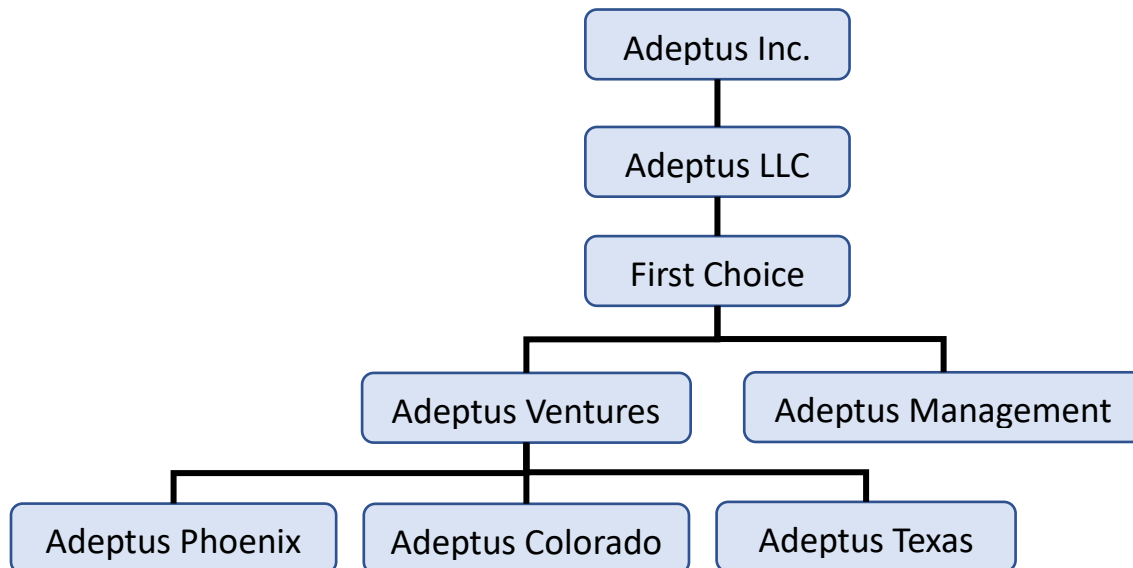 Adeptus Inc.
Adeptus LLC
First Choice
Adeptus Ventures
Adeptus Management
Adeptus Phoenix
Adeptus Colorado
Adeptus Texas